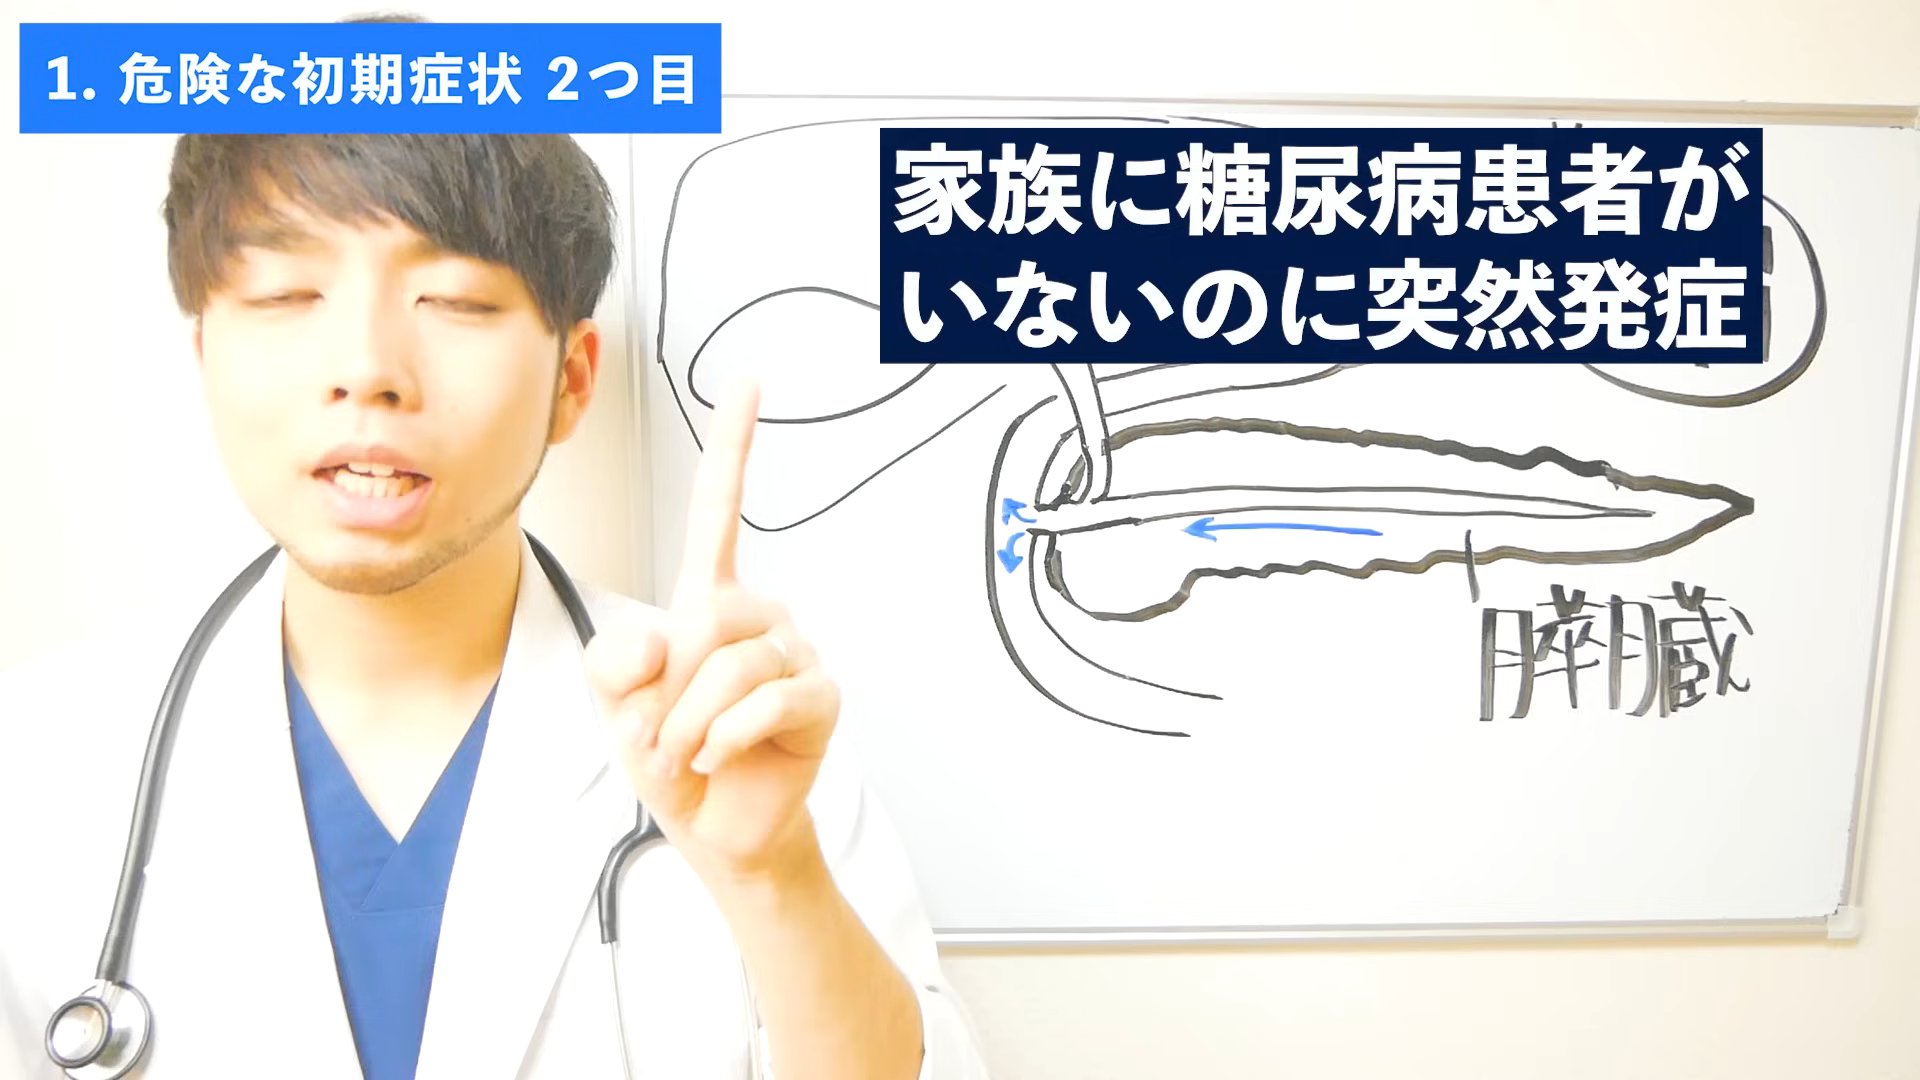 1. 危険な初期症状 2つ目
家族に糖尿病患者が
いないのに突然発症
膵臓